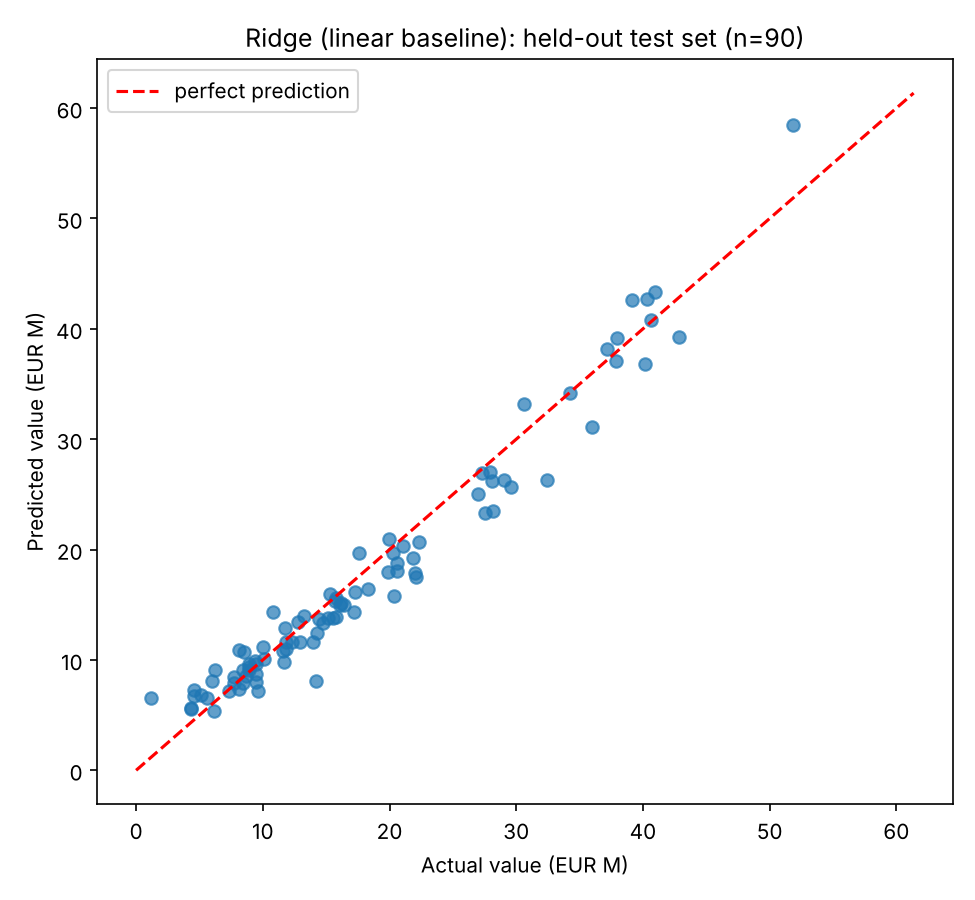 Ridge (linear baseline): held-out test set (n=90)
perfect prediction
60
50
40
30
20
10
0
Predicted value (EUR M)
0 10 20 30 40 50 60
Actual value (EUR M)